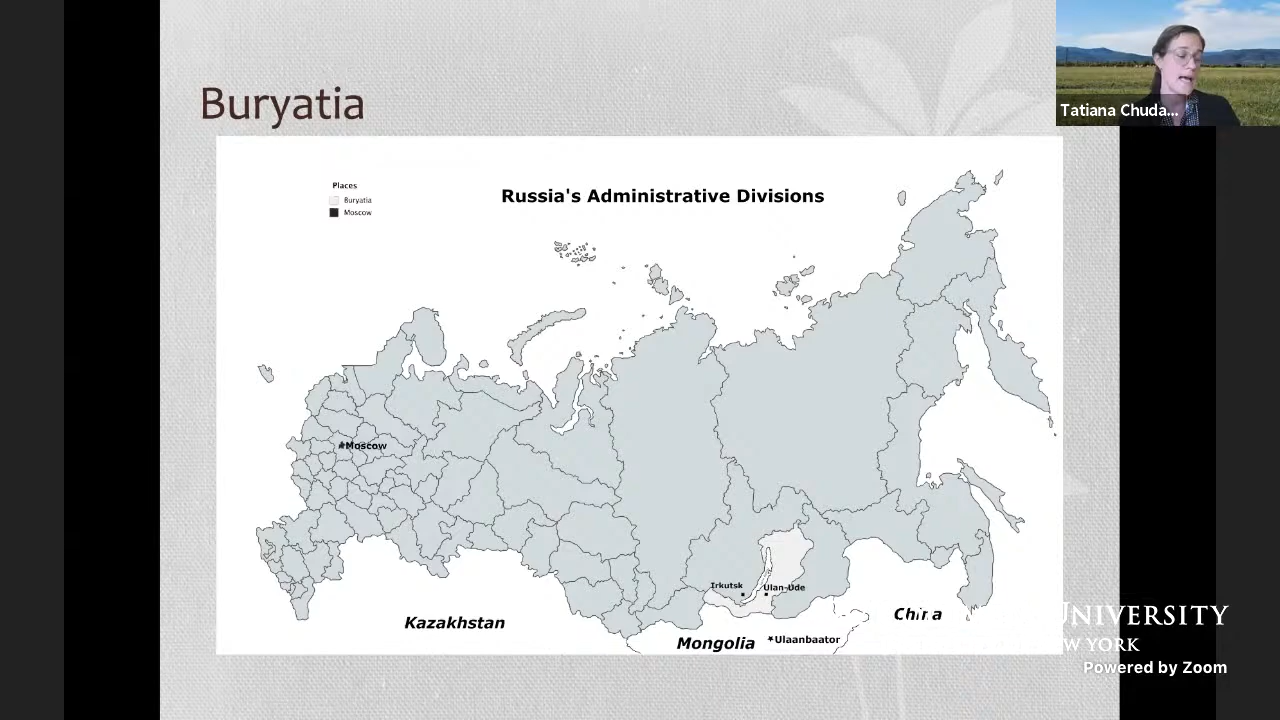 Buryatia
Tatiana Chuda...
Russia's Administrative Divisions
Places
Buryatia
Moscow
Moscow
Irkutsk
Ulan-Ude
Kazakhstan
Mongolia
Ulaanbaator
China
UNIVERSITY
W YORK
Powered by Zoom